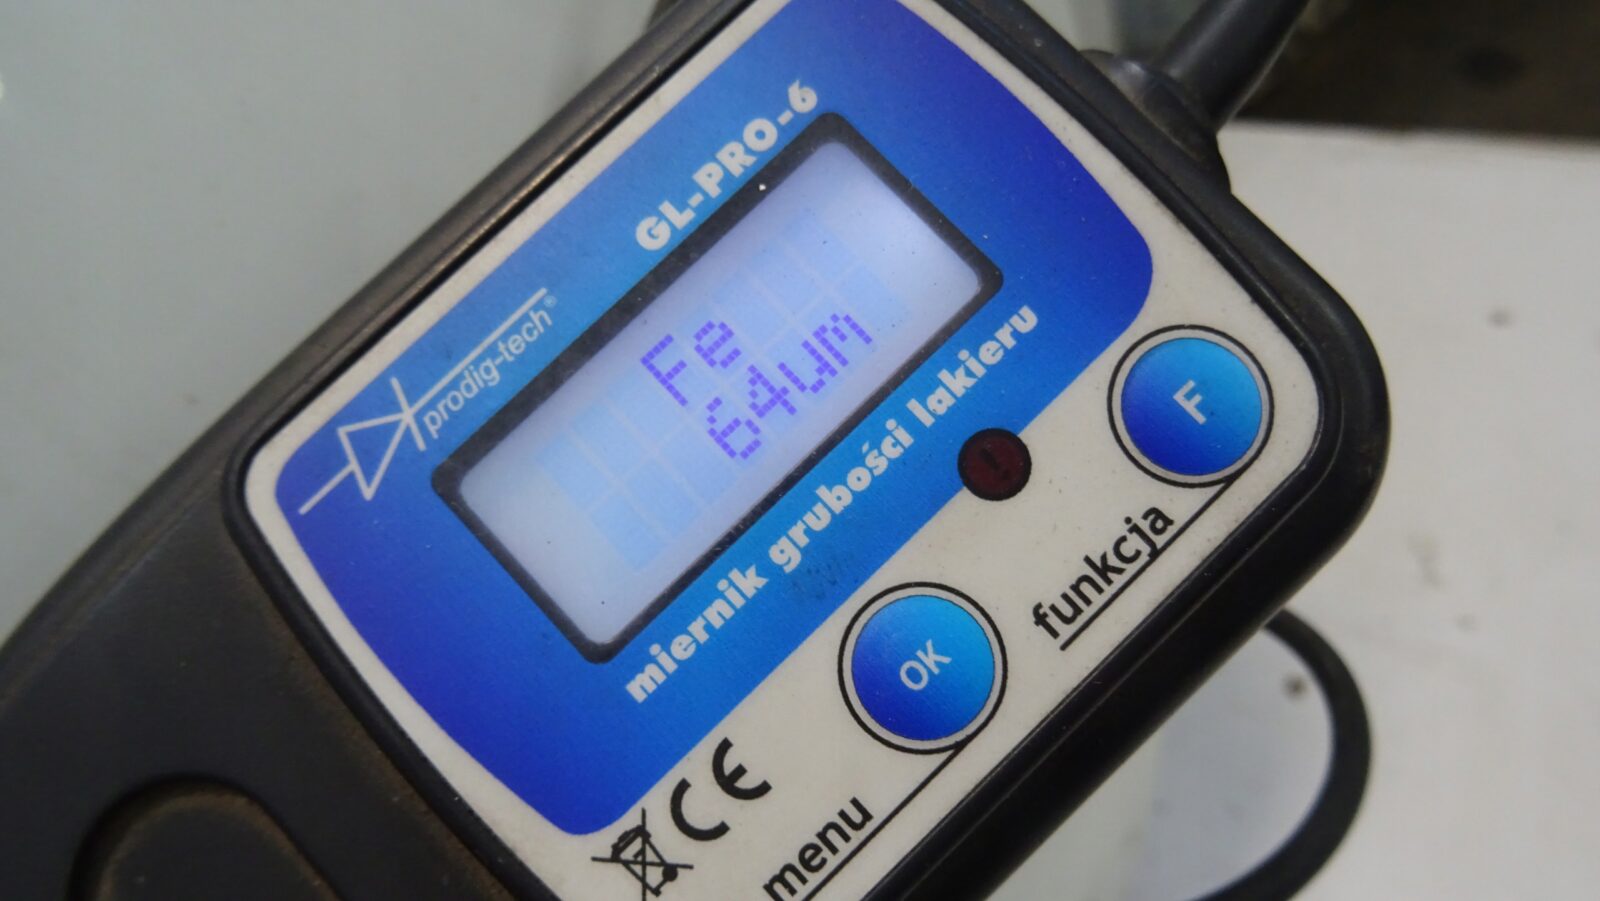 GL-PRO-6
prodig-tech®
Fe
64um
miernik grubości lakieru
!
F
funkcja
OK
menu
CE